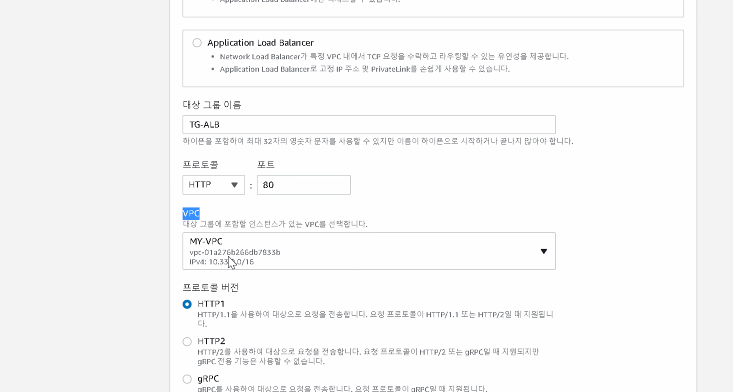 Application Load Balancer
• Network Load Balancer가 특정 VPC 내에서 TCP 요청을 수락하고 라우팅할 수 있는 유연성을 제공합니다.
• Application Load Balancer로 고정 IP 주소 및 PrivateLink를 손쉽게 사용할 수 있습니다.
대상 그룹 이름
TG-ALB
하이픈을 포함하여 최대 32자의 영숫자 문자를 사용할 수 있지만 이름이 하이픈으로 시작하거나 끝나지 않아야 합니다.
프로토콜 포트
HTTP : 80
VPC
대상 그룹에 포함할 인스턴스가 있는 VPC를 선택합니다.
MY-VPC
vpc-01a276b266db7833b
IPv4:
프로토콜 버전
HTTP1
HTTP/1.1을 사용하여 대상으로 요청을 전송합니다. 요청 프로토콜이 HTTP/1.1 또는 HTTP/2일 때 지원됩니
다.
HTTP2
HTTP/2를 사용하여 대상으로 요청을 전송합니다. 요청 프로토콜이 HTTP/2 또는 gRPC일 때 지원되지만
gRPC 전용 기능은 사용할 수 없습니다.
gRPC
gRPC를 사용하여 대상으로 요청을 전송합니다. 요청 프로토콜이 gRPC일 때 지원됩니다.